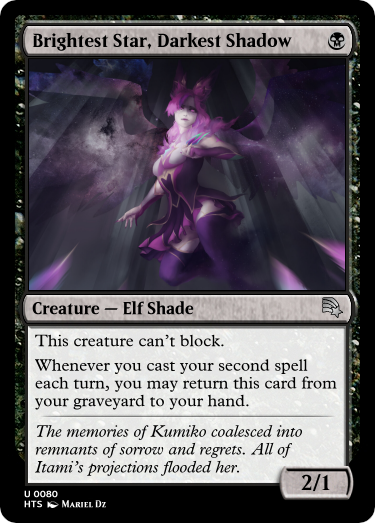 Brightest Star, Darkest Shadow
Creature — Elf Shade
This creature can't block.
Whenever you cast your second spell
each turn, you may return this card from
your graveyard to your hand.
The memories of Kumiko coalesced into
remnants of sorrow and regrets. All of
Itami's projections flooded her.
2/1
U 0080
HTS Mariel Dz